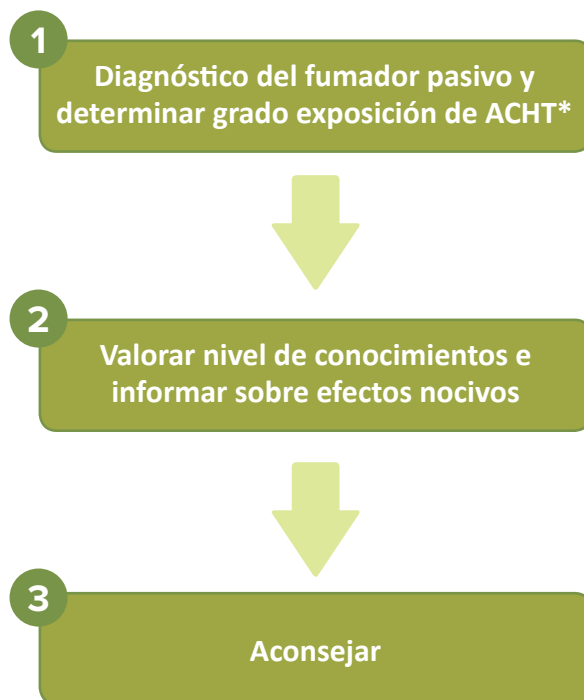 1
Diagnóstico del fumador pasivo y
determinar grado exposición de ACHT*
2
Valorar nivel de conocimientos e
informar sobre efectos nocivos
3
Aconsejar